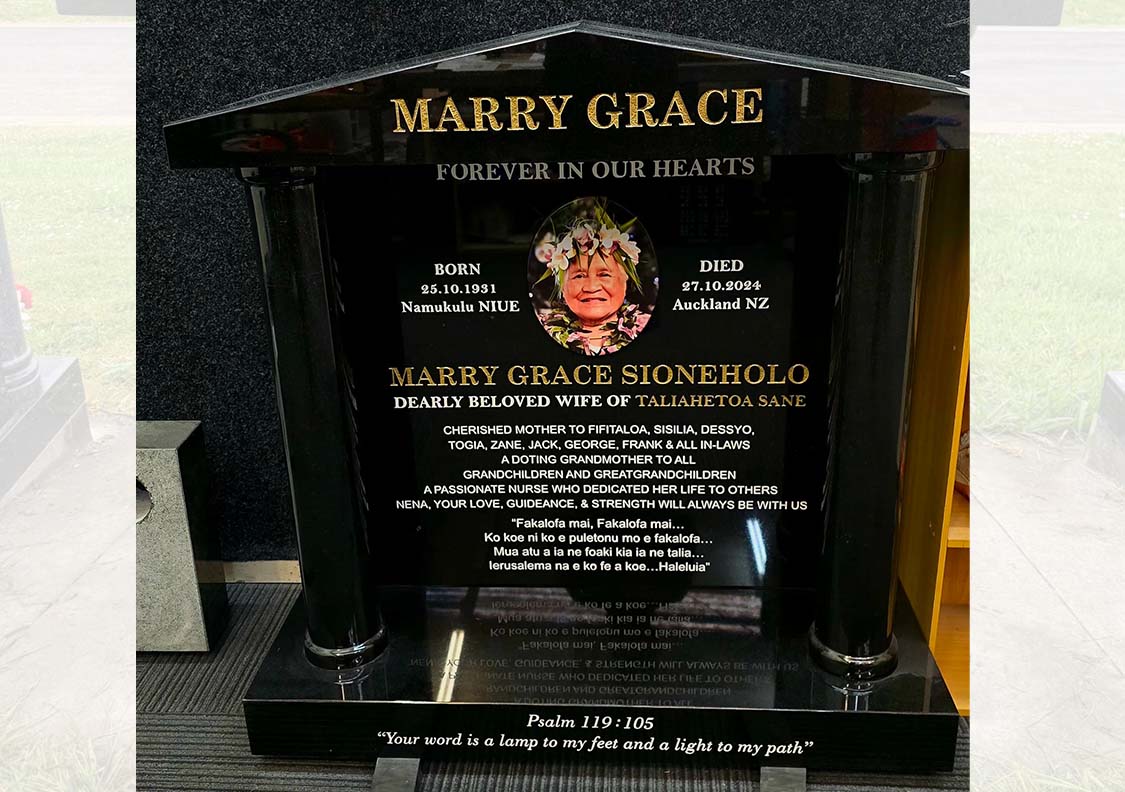 MARRY GRACE
FOREVER IN OUR HEARTS
BORN
25.10.1931
Namukulu NIUE
DIED
27.10.2024
Auckland NZ
MARRY GRACE SIONEHOLO
DEARLY BELOVED WIFE OF TALIAHETOA SANE
CHERISHED MOTHER TO FIFITALOA, SISILIA, DESSYO,
TOGIA, ZANE, JACK, GEORGE, FRANK & ALL IN-LAWS
A DOTING GRANDMOTHER TO ALL
GRANDCHILDREN AND GREATGRANDCHILDREN
A PASSIONATE NURSE WHO DEDICATED HER LIFE TO OTHERS
NENA, YOUR LOVE, GUIDEANCE, & STRENGTH WILL ALWAYS BE WITH US
"Fakalofa mai, Fakalofa mai...
Ko koe ni ko e puletonu mo e fakalofa...
Mua atu a ia ne foaki kia ia ne talia...
Ierusalema na e ko fe a koe...Haleluia"
Psalm 119:105
"Your word is a lamp to my feet and a light to my path"